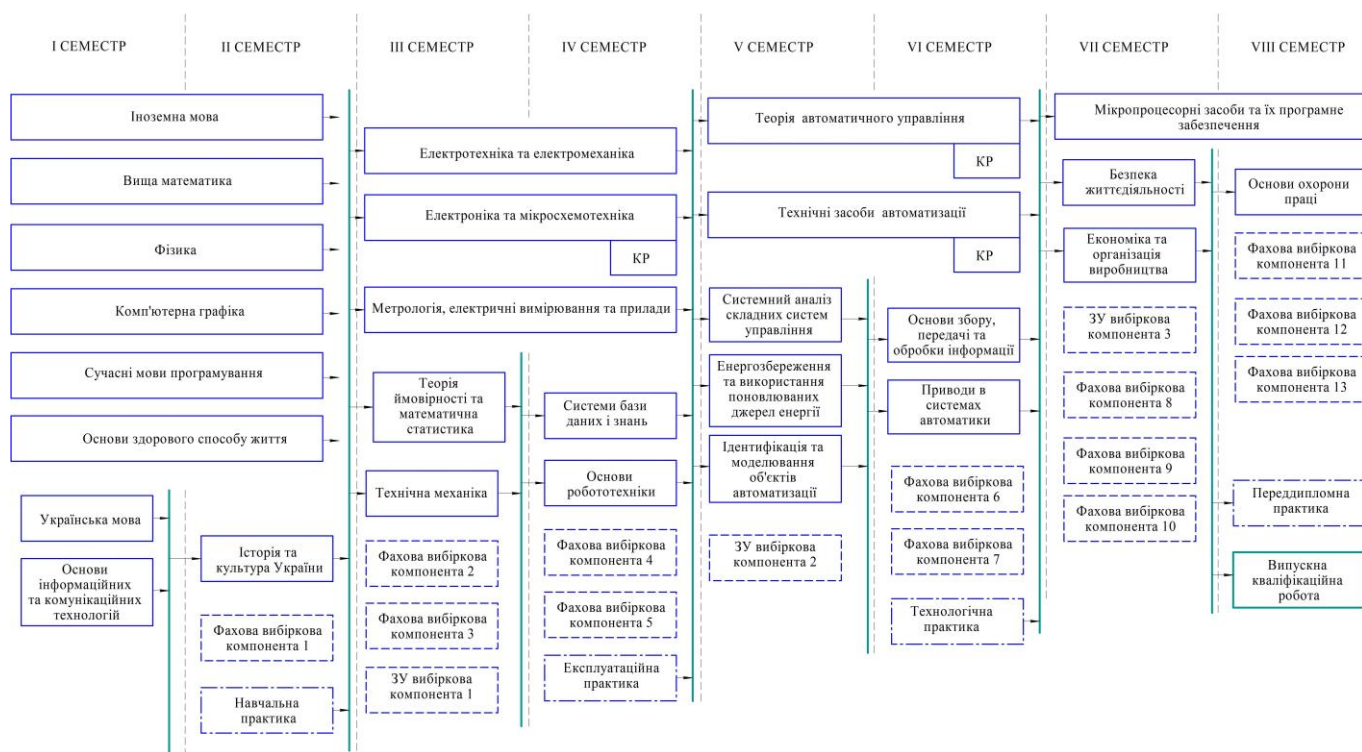 I СЕМЕСТР
II СЕМЕСТР
III СЕМЕСТР
IV СЕМЕСТР
V СЕМЕСТР
VI СЕМЕСТР
VII СЕМЕСТР
VIII СЕМЕСТР
Іноземна мова
Вища математика
Фізика
Комп'ютерна графіка
Сучасні мови програмування
Основи здорового способу життя
Українська мова
Основи
інформаційних
та комунікаційних
технологій
Історія та
культура України
Фахова вибіркова
компонента 1
Навчальна
практика
Електротехніка та електромеханіка
Електроніка та мікросхемотехніка
КР
Метрологія, електричні вимірювання та прилади
Теорія
ймовірності та
математична
статистика
Технічна механіка
Фахова вибіркова
компонента 2
Фахова вибіркова
компонента 3
ЗУ вибіркова
компонента 1
Системи бази
даних і знань
Основи
робототехніки
Фахова вибіркова
компонента 4
Фахова вибіркова
компонента 5
Експлуатаційна
практика
Теорія автоматичного управління
КР
Технічні засоби автоматизації
КР
Системний аналіз
складних систем
управління
Енергозбереження
та використання
поновлюваних
джерел енергії
Ідентифікація та
моделювання
об'єктів
автоматизації
ЗУ вибіркова
компонента 2
Основи збору,
передачі та
обробки інформації
Приводи в
системах
автоматики
Фахова вибіркова
компонента 6
Фахова вибіркова
компонента 7
Технологічна
практика
Мікропроцесорні засоби та їх програмне
забезпечення
Безпека
життєдіяльності
Економіка та
організація
виробництва
ЗУ вибіркова
компонента 3
Фахова вибіркова
компонента 8
Фахова вибіркова
компонента 9
Фахова вибіркова
компонента 10
Основи охорони
праці
Фахова вибіркова
компонента 11
Фахова вибіркова
компонента 12
Фахова вибіркова
компонента 13
Переддипломна
практика
Випускна
кваліфікаційна
робота